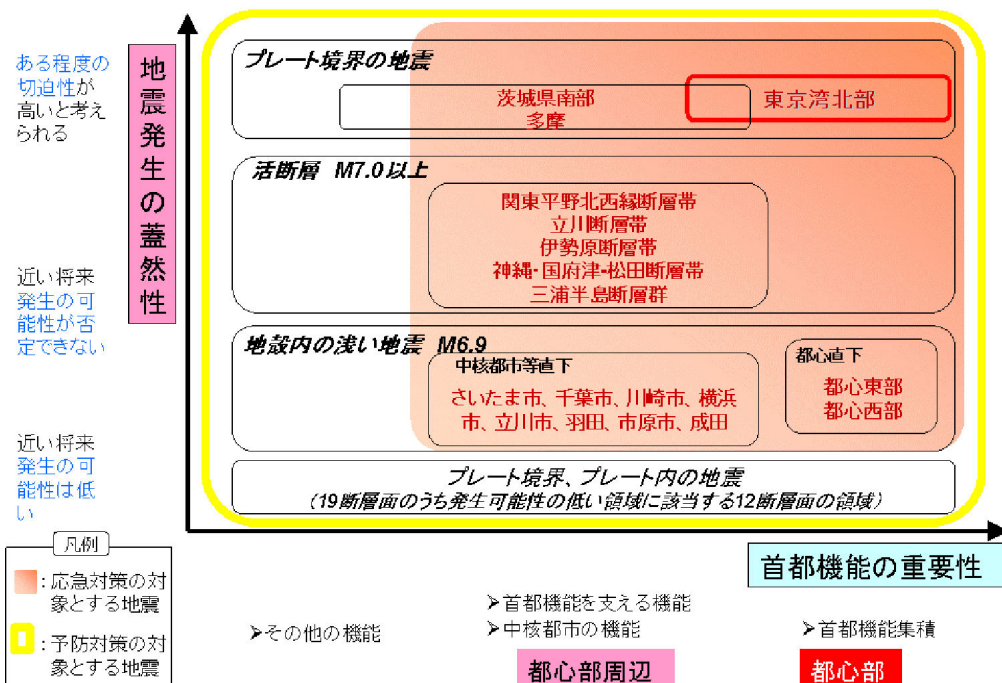 ある程度の
切迫性が
高いと考え
られる
近い将来
発生の可
能性が否
定できない
近い将来
発生の可
能性は低
い
地震発生の蓋然性
プレート境界の地震
茨城県南部
多摩
東京湾北部
活断層 M7.0以上
関東平野北西縁断層帯
立川断層帯
伊勢原断層帯
神縄・国府津・松田断層帯
三浦半島断層群
地殻内の浅い地震 M6.9
中核都市等直下
さいたま市、千葉市、川崎市、横浜
市、立川市、羽田、市原市、成田
都心直下
都心東部
都心西部
プレート境界、プレート内の地震
(19断層面のうち発生可能性の低い領域に該当する12断層面の領域)
首都機能の重要性
凡例
:応急対策の対
象とする地震
:予防対策の対
象とする地震
➢その他の機能
➢首都機能を支える機能
➢中核都市の機能
都心部周辺
➢首都機能集積
都心部